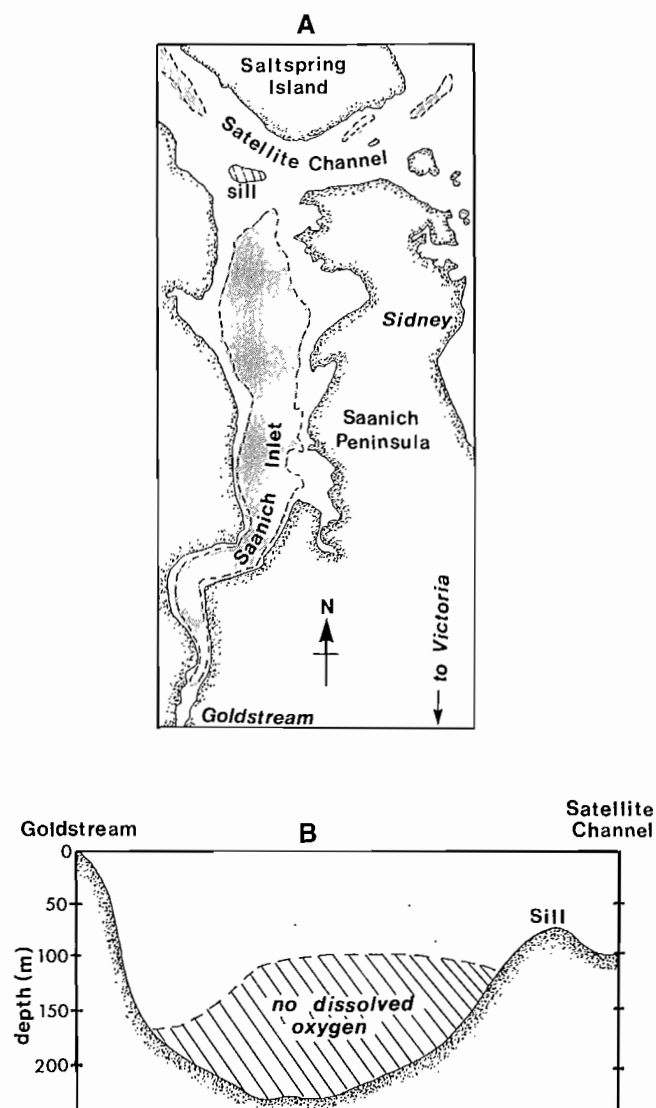 A
Saltspring
Island
Satellite Channel
sill
Sidney
Saanich
Peninsula
Saanich Inlet
N
to Victoria
Goldstream
B
Goldstream
Satellite
Channel
0
Sill
50
100
no dissolved
oxygen
150
200
depth (m)